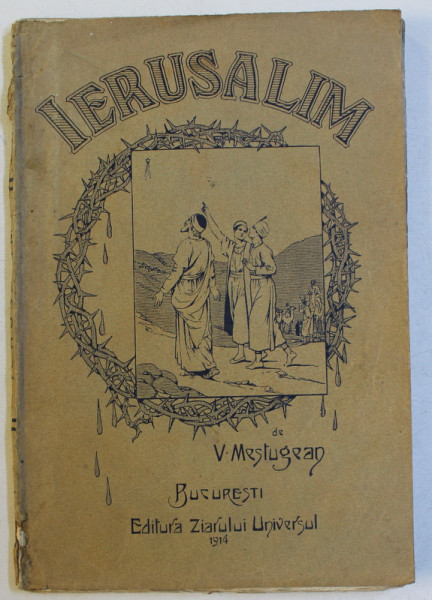 IERUSALIM
de
V. Mestugean
BUCURESTI
Editura Ziarului Universul
1914